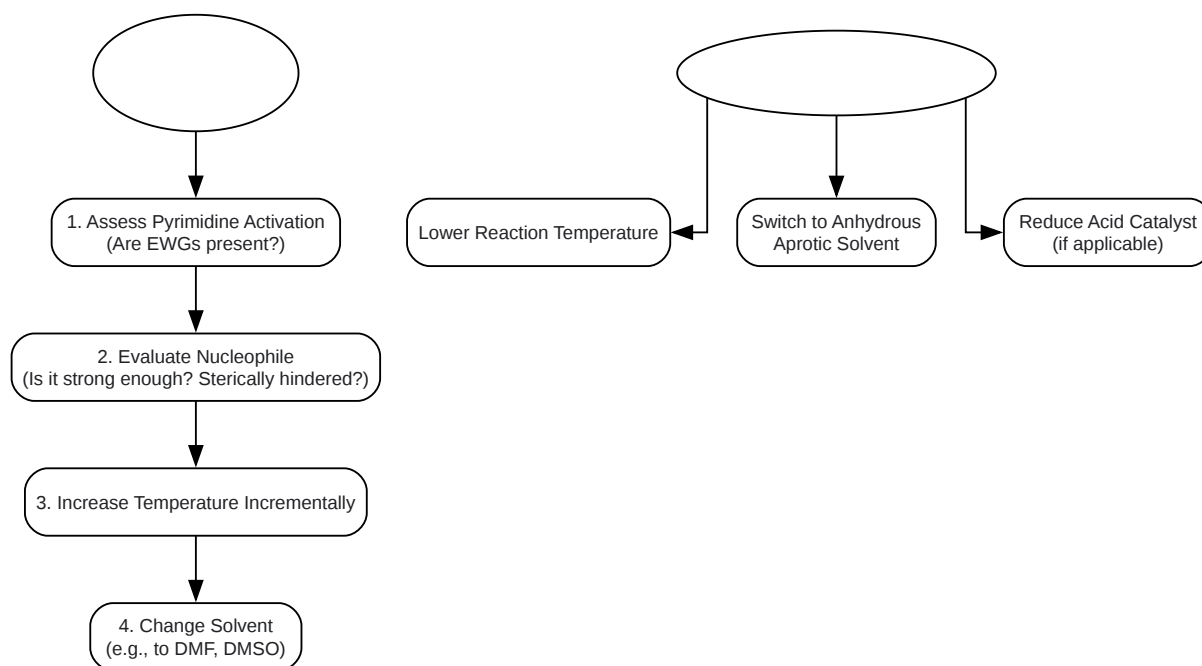 1. Assess Pyrimidine Activation
(Are EWGs present?)
2. Evaluate Nucleophile
(Is it strong enough? Sterically hindered?)
3. Increase Temperature Incrementally
4. Change Solvent
(e.g., to DMF, DMSO)
Lower Reaction Temperature
Switch to Anhydrous
Aprotic Solvent
Reduce Acid Catalyst
(if applicable)